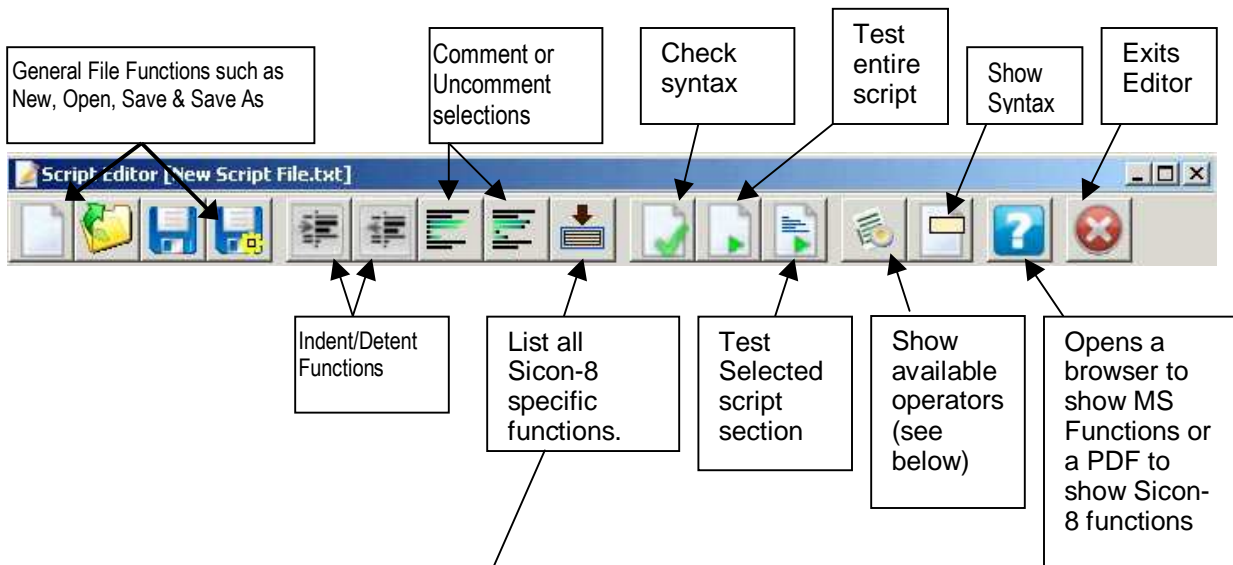 General File Functions such as
New, Open, Save & Save As
Comment or
Uncomment
selections
Check
syntax
Test
entire
script
Show
Syntax
Exits
Editor
Script Editor [New Script File.txt]
Indent/Detent
Functions
List all
Sicon-8
specific
functions.
Test
Selected
script
section
Show
available
operators
(see
below)
Opens a
browser to
show MS
Functions or
a PDF to
show Sicon-
8 functions